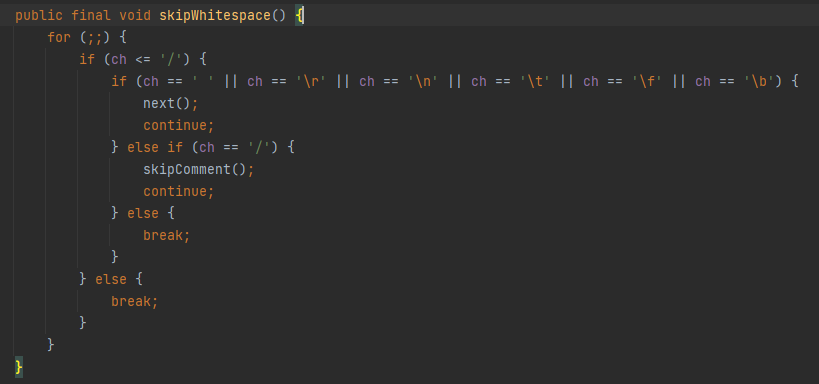 public final void skipWhitespace() {
    for (;;) {
        if (ch <= '/') {
            if (ch == ' ' || ch == '\r' || ch == '\n' || ch == '\t' || ch == '\f' || ch == '\b') {
                next();
                continue;
            } else if (ch == '/') {
                skipComment();
                continue;
            } else {
                break;
            }
        } else {
            break;
        }
    }
}